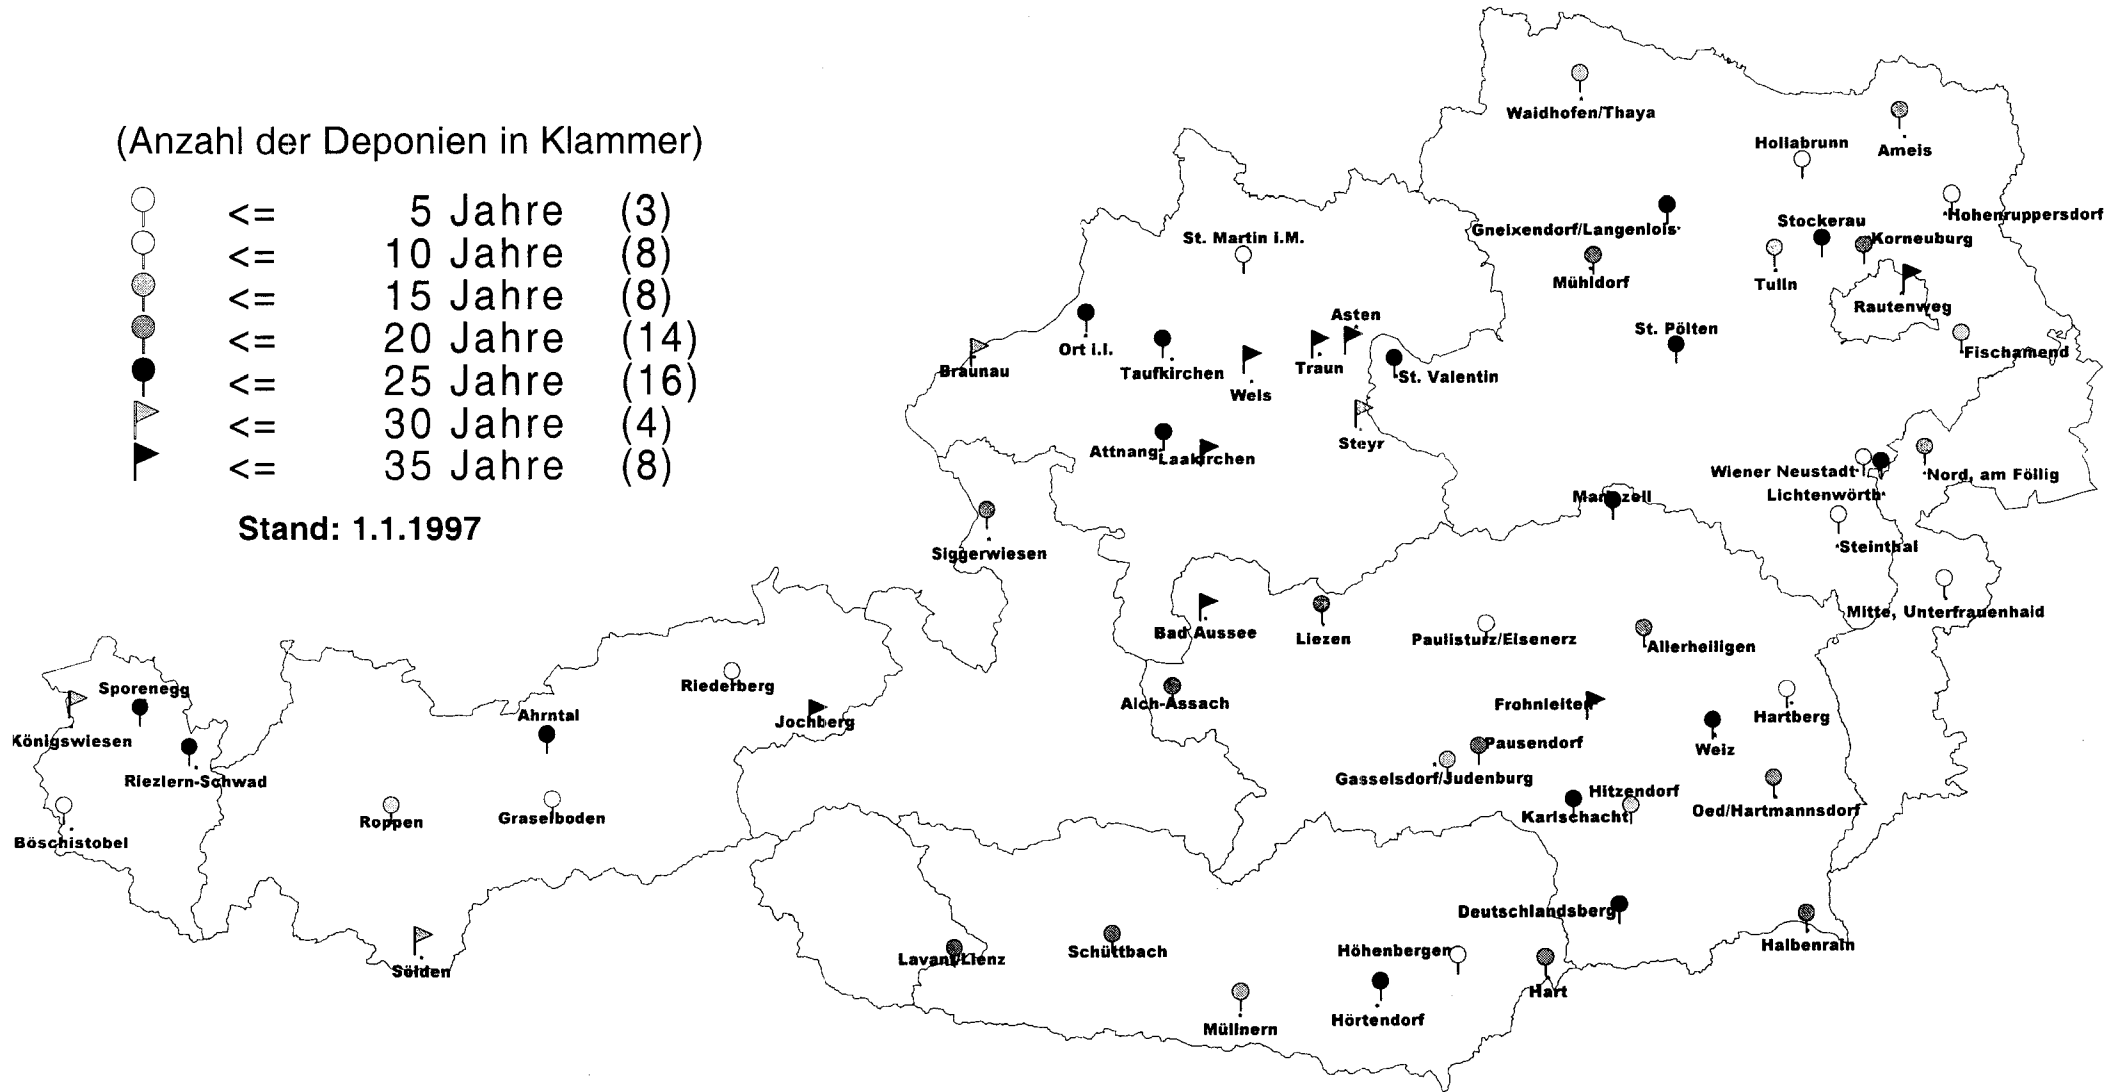 (Anzahl der Deponien in Klammer)
<= 5 Jahre (3)
<= 10 Jahre (8)
<= 15 Jahre (8)
<= 20 Jahre (14)
<= 25 Jahre (16)
<= 30 Jahre (4)
<= 35 Jahre (8)
Stand: 1.1.1997
Waidhofen/Thaya
Hollabrunn
Ameis
Hohenruppersdorf
Gneixendorf/Langenlois
Stockerau
Korneuburg
St. Martin i.M.
Mühldorf
Tulln
Rautenweg
Asten
St. Pölten
Ort i.I.
Fischamend
Braunau
Taufkirchen
Traun
St. Valentin
Wels
Steyr
Attnang
Laakirchen
Wiener Neustadt
Nord, am Föllig
Lichtenwörth
Mariazell
Steinthal
Siggerwiesen
Mitte, Unterfrauenhaid
Bad Aussee
Liezen
Paulisturz/Eisenerz
Allerheiligen
Riederberg
Sporenegg
Aich-Assach
Frohnleiten
Hartberg
Ahrntal
Jochberg
Königswiesen
Pausendorf
Weiz
Riezlern-Schwad
Gasselsdorf/Judenburg
Hitzendorf
Roppen
Graselboden
Karlschacht
Oed/Hartmannsdorf
Böschistobel
Deutschlandsberg
Halbenrain
Höhenbergen
Schüttbach
Lavant/Lienz
Sölden
Hart
Hörtendorf
Müllnern